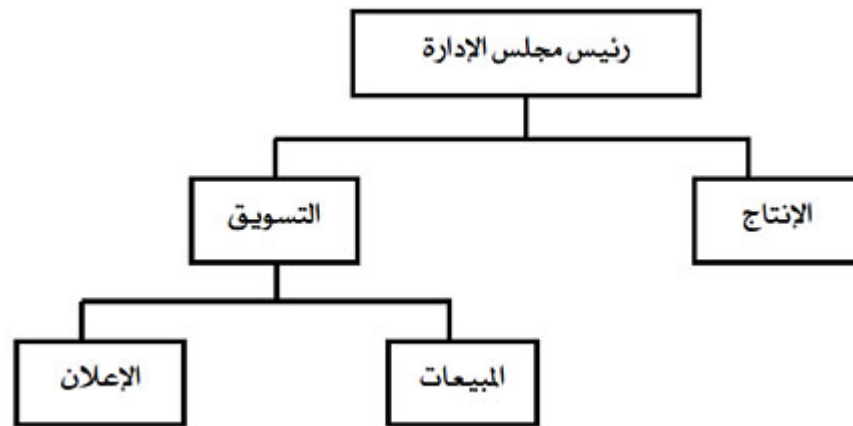 رئيس مجلس الإدارة
الإنتاج
التسويق
المبيعات
الإعلان